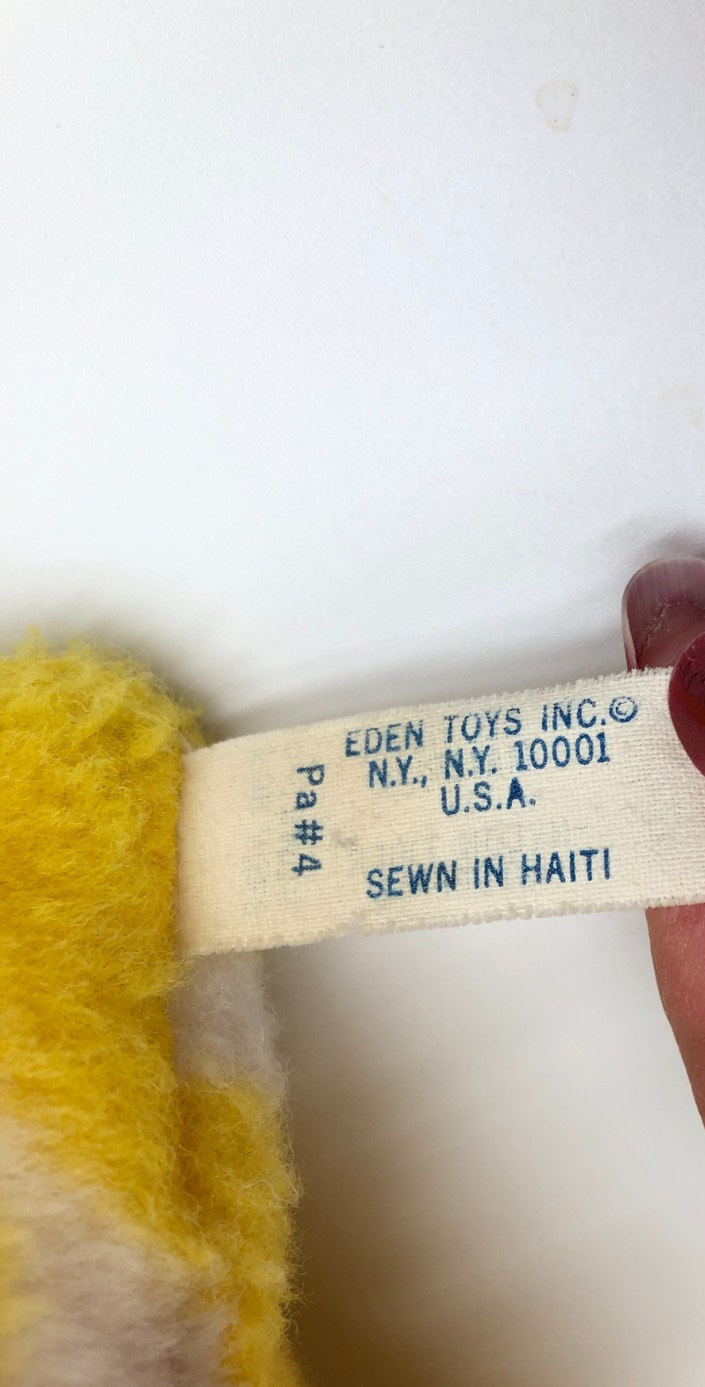 EDEN TOYS INC.©
N.Y., N.Y. 10001
U.S.A.
SEWN IN HAITI
Pa#4